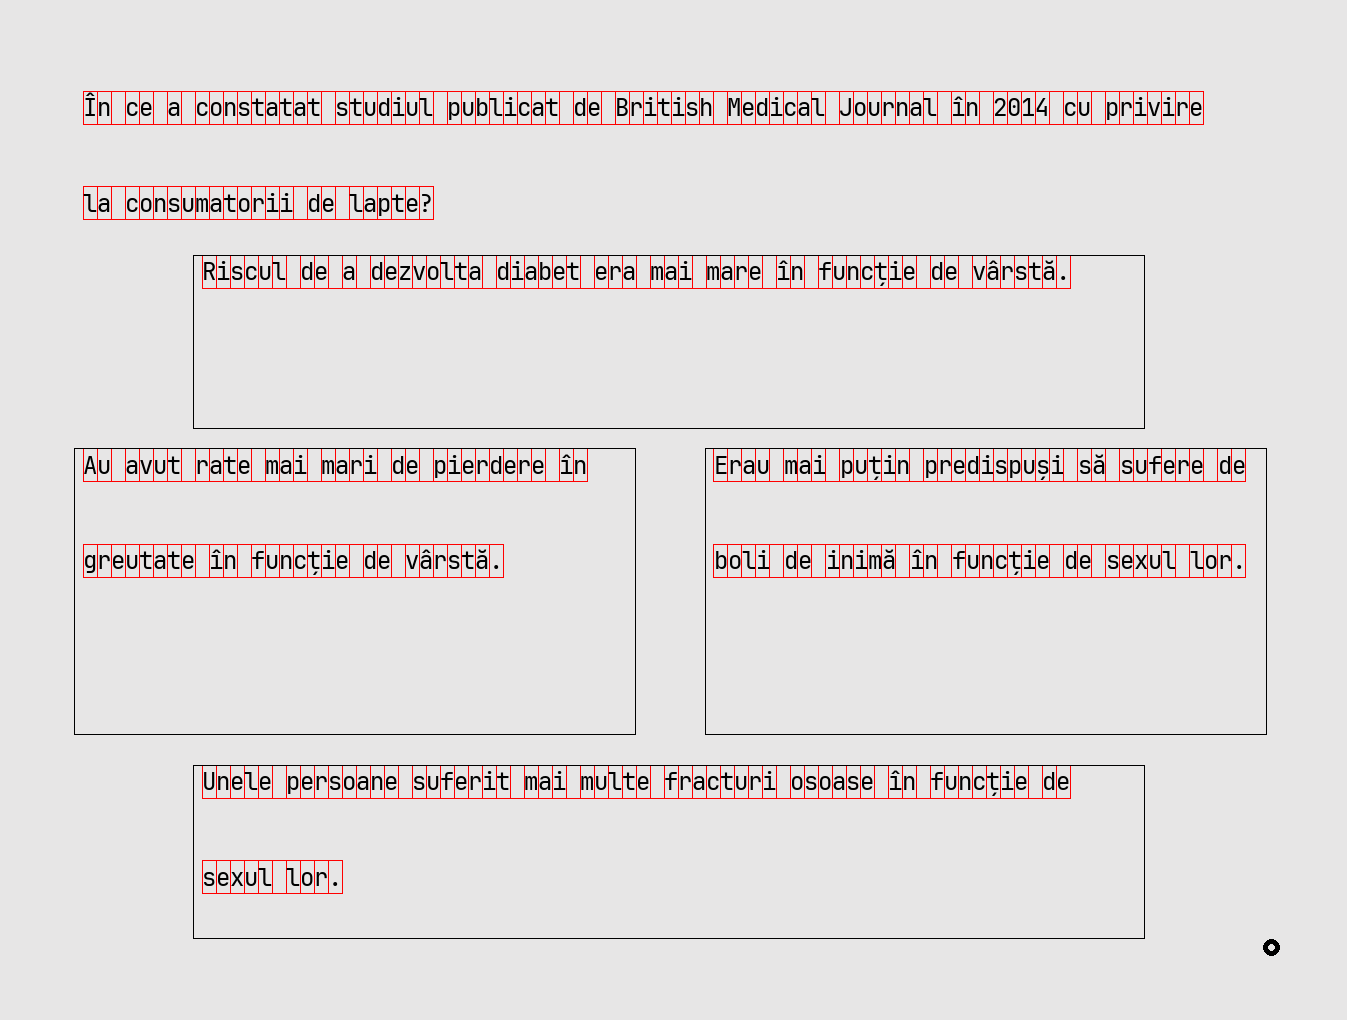 În ce a constatat studiul publicat de British Medical Journal în 2014 cu privire
la consumatorii de lapte?
Riscul de a dezvolta diabet era mai mare în funcție de vârstă.
Au avut rate mai mari de pierdere în
greutate în funcție de vârstă.
Erau mai puțin predispuși să sufere de
boli de inimă în funcție de sexul lor.
Unele persoane suferit mai multe fracturi osoase în funcție de
sexul lor.